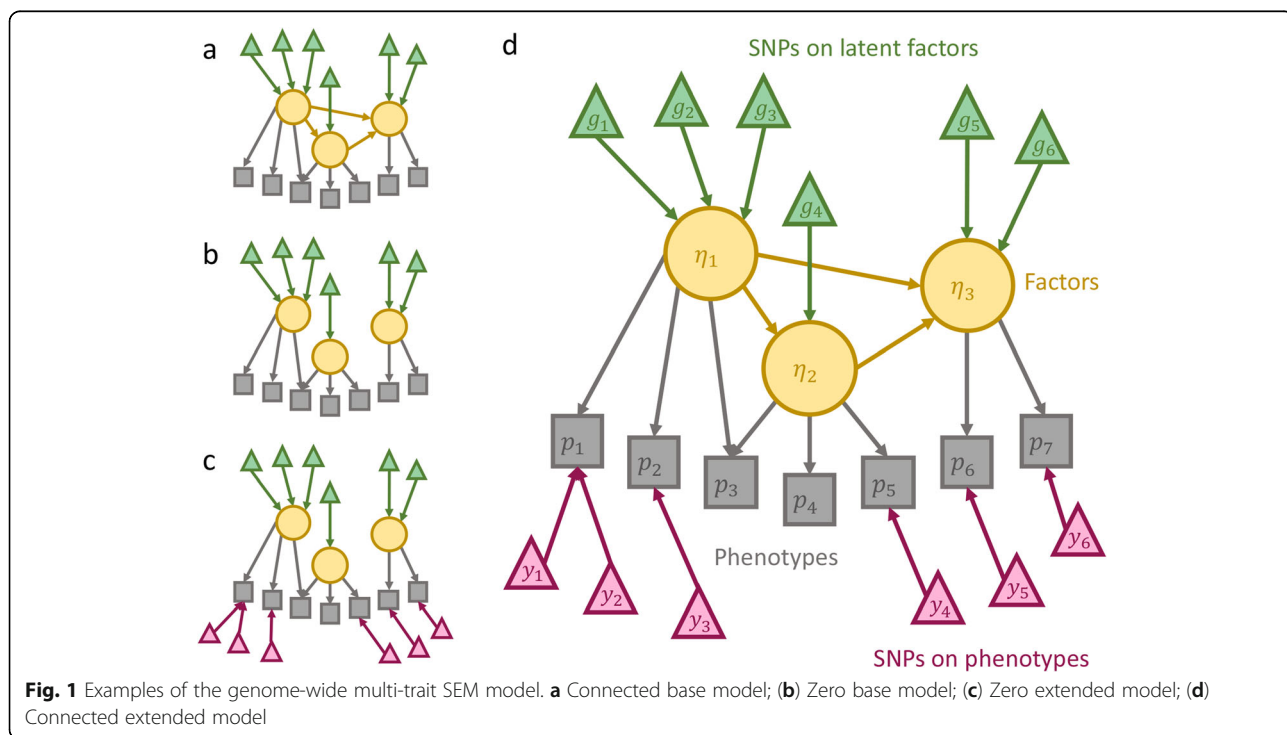 a
b
c
d
SNPs on latent factors
g₁
g₂
g₃
g₄
g₅
g₆
η₁
η₂
η₃
Factors
p₁
p₂
p₃
p₄
p₅
p₆
p₇
Phenotypes
y₁
y₂
y₃
y₄
y₅
y₆
SNPs on phenotypes
Fig. 1 Examples of the genome-wide multi-trait SEM model. a Connected base model; (b) Zero base model; (c) Zero extended model; (d)
Connected extended model